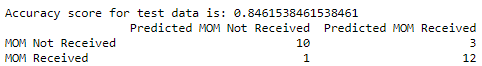 Accuracy score for test data is: 0.8461538461538461
Predicted MOM Not Received Predicted MOM Received
MOM Not Received 10 3
MOM Received 1 12